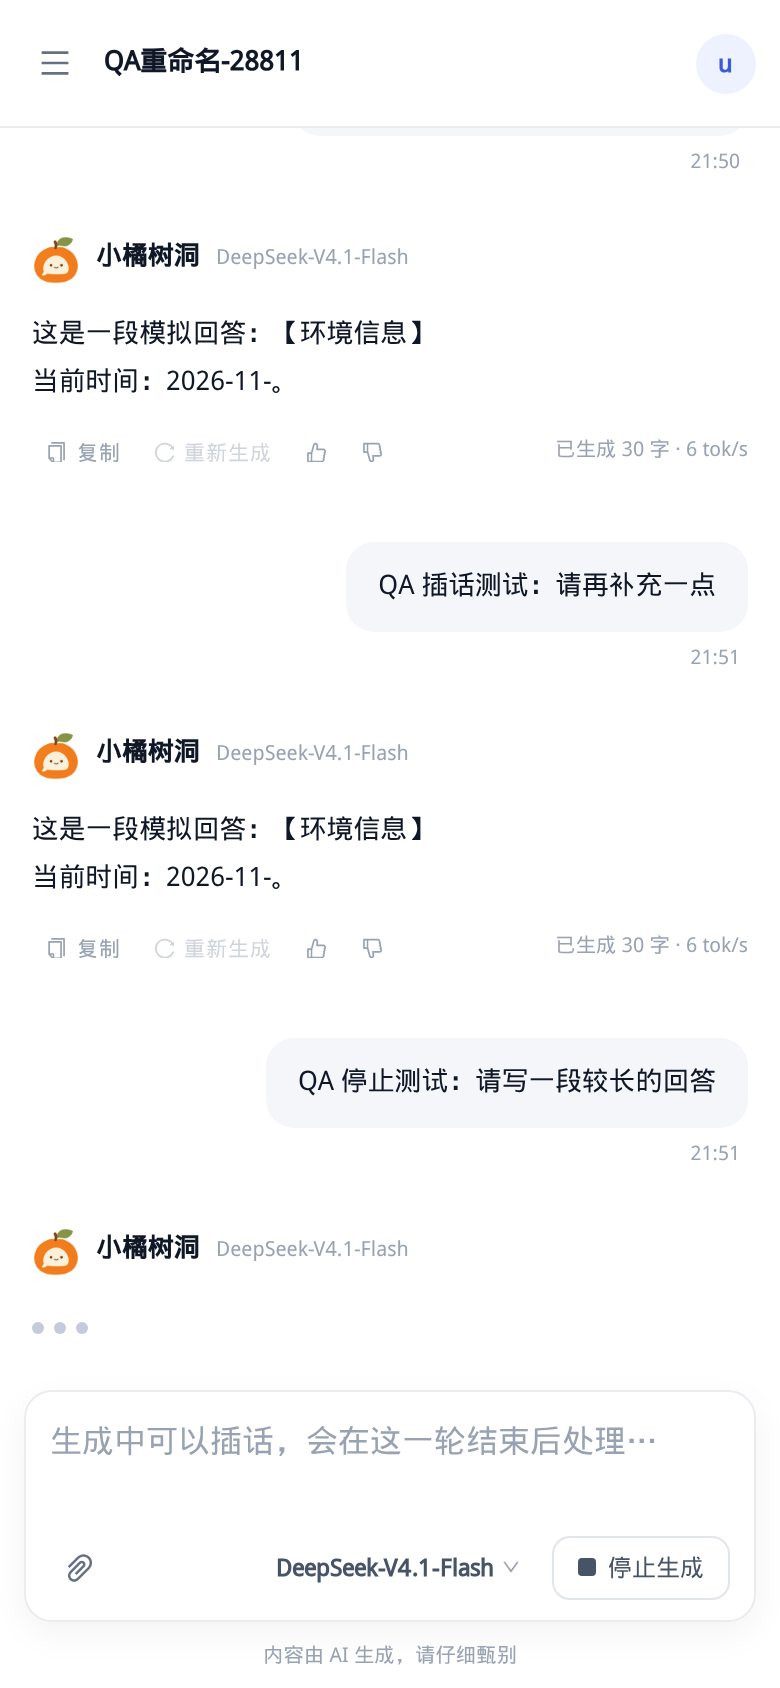 QA重命名-28811
u
21:50
小橘树洞 DeepSeek-V4.1-Flash
这是一段模拟回答：【环境信息】
当前时间：2026-11-。
复制 重新生成 已生成 30 字 · 6 tok/s
QA 插话测试：请再补充一点
21:51
小橘树洞 DeepSeek-V4.1-Flash
这是一段模拟回答：【环境信息】
当前时间：2026-11-。
复制 重新生成 已生成 30 字 · 6 tok/s
QA 停止测试：请写一段较长的回答
21:51
小橘树洞 DeepSeek-V4.1-Flash
生成中可以插话，会在这一轮结束后处理…
DeepSeek-V4.1-Flash 停止生成
内容由 AI 生成，请仔细甄别